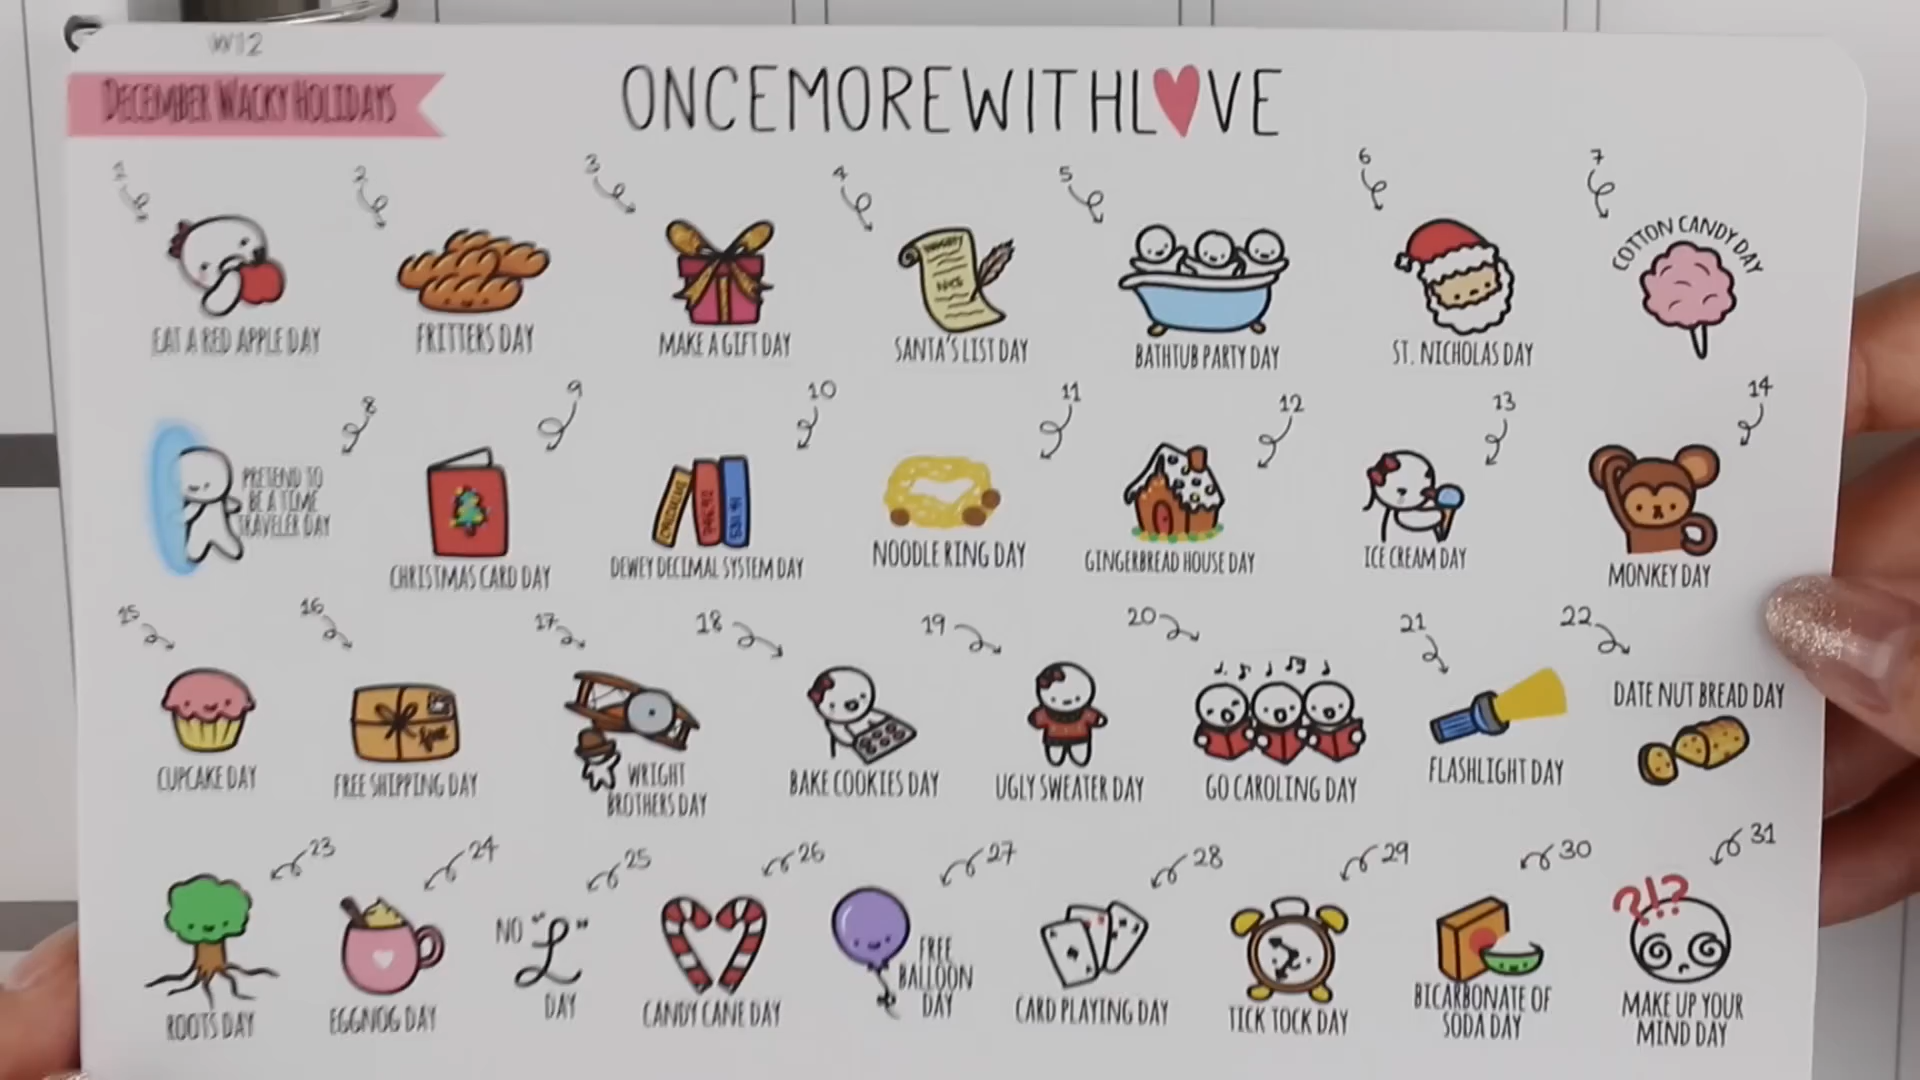 W12
DECEMBER WACKY HOLIDAYS
ONCEMOREWITHL♥VE
1
2
3
4
5
6
7
EAT A RED APPLE DAY
FRITTERS DAY
MAKE A GIFT DAY
NAUGHTY
NICE
SANTA'S LIST DAY
BATHTUB PARTY DAY
ST. NICHOLAS DAY
COTTON CANDY DAY
8
9
10
11
12
13
14
PRETEND TO
BE A TIME
TRAVELER DAY
CHRISTMAS CARD DAY
DEWEY DECIMAL SYSTEM DAY
NOODLE RING DAY
GINGERBREAD HOUSE DAY
ICE CREAM DAY
MONKEY DAY
15
16
17
18
19
20
21
22
CUPCAKE DAY
FREE SHIPPING DAY
WRIGHT
BROTHERS DAY
BAKE COOKIES DAY
UGLY SWEATER DAY
GO CAROLING DAY
FLASHLIGHT DAY
DATE NUT BREAD DAY
23
24
25
26
27
28
29
30
31
ROOTS DAY
EGGNOG DAY
NO "L"
DAY
CANDY CANE DAY
FREE
BALLOON
DAY
CARD PLAYING DAY
TICK TOCK DAY
BICARBONATE OF
SODA DAY
?!?
MAKE UP YOUR
MIND DAY